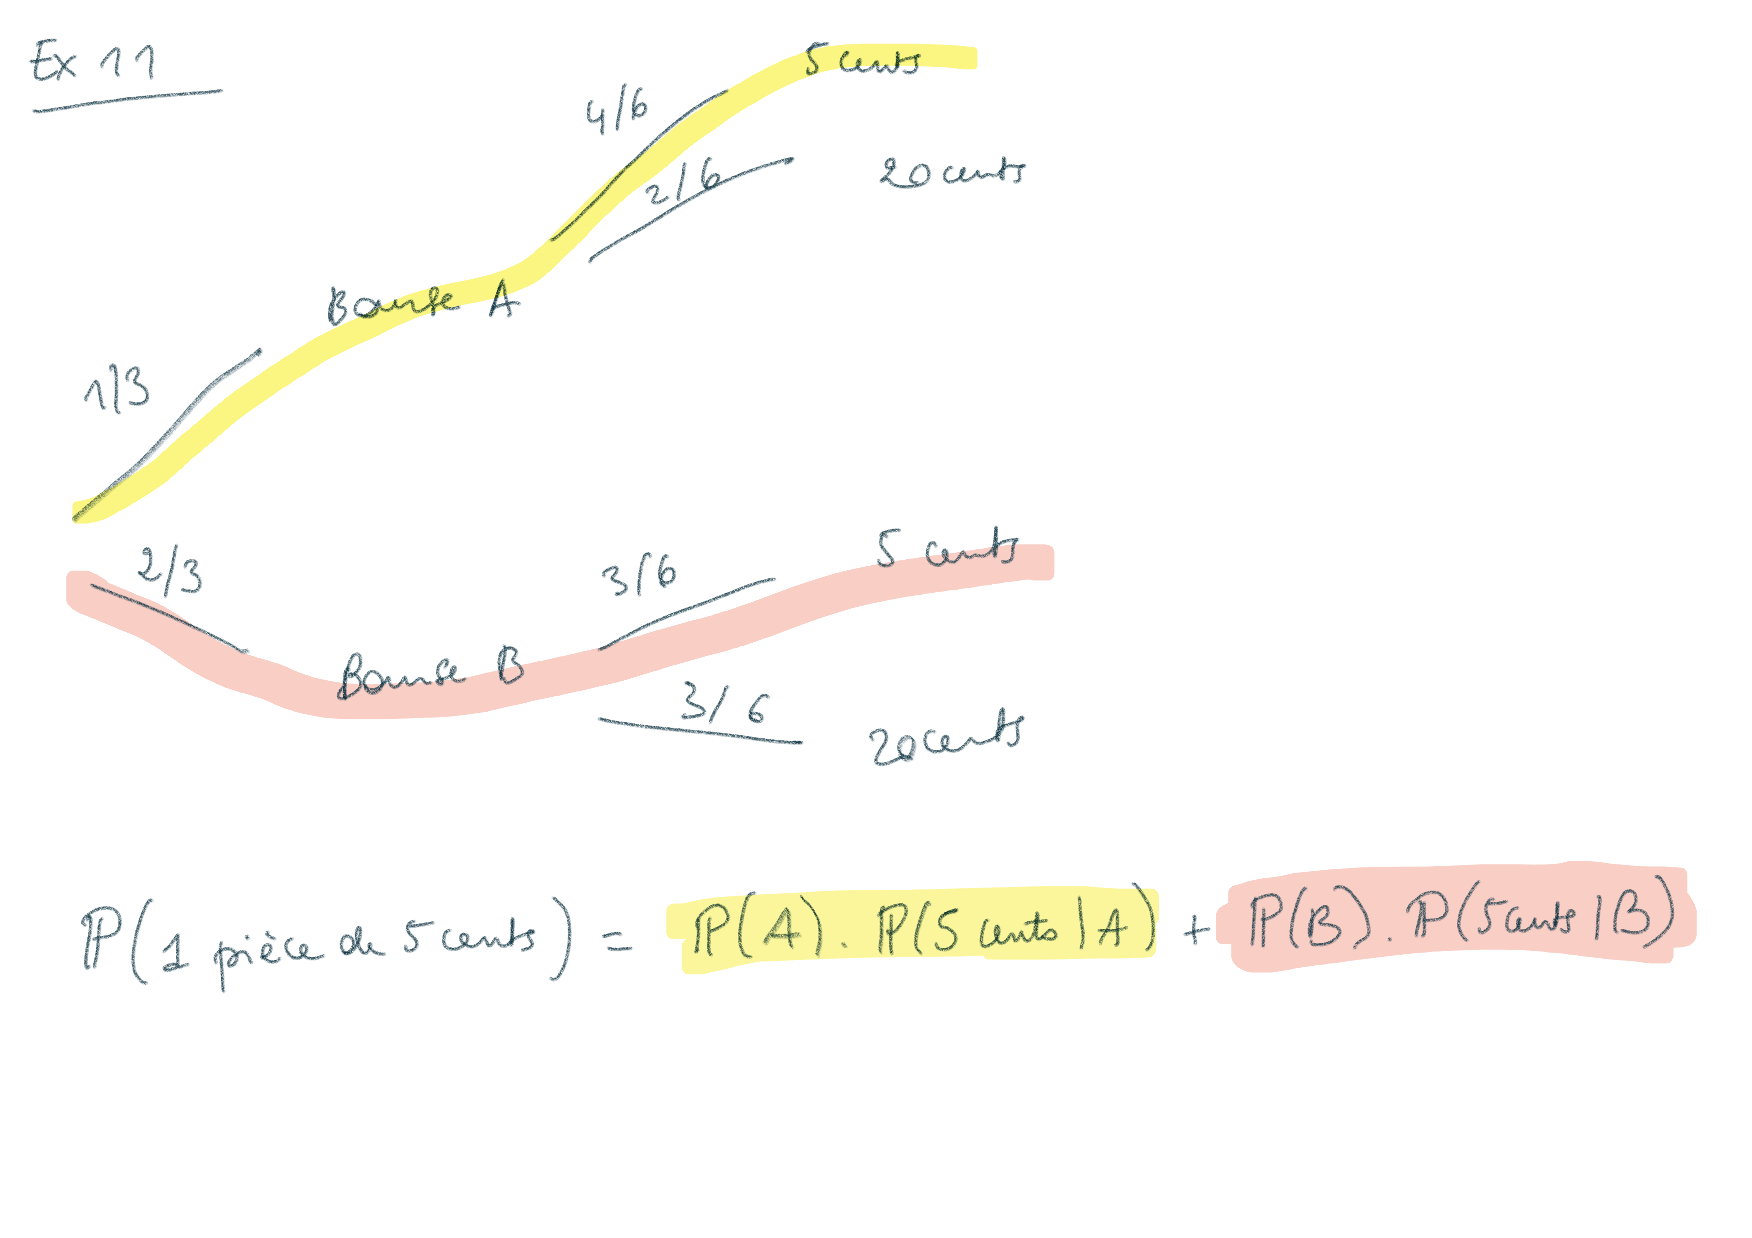 Ex 11
5 cents
4/6
2/6
20 cents
Bourse A
1/3
2/3
3/6
5 cents
Bourse B
3/6
20 cents
ℙ(1 pièce de 5 cents) = ℙ(A). ℙ(5 cents | A) + ℙ(B). ℙ(5 cents | B)